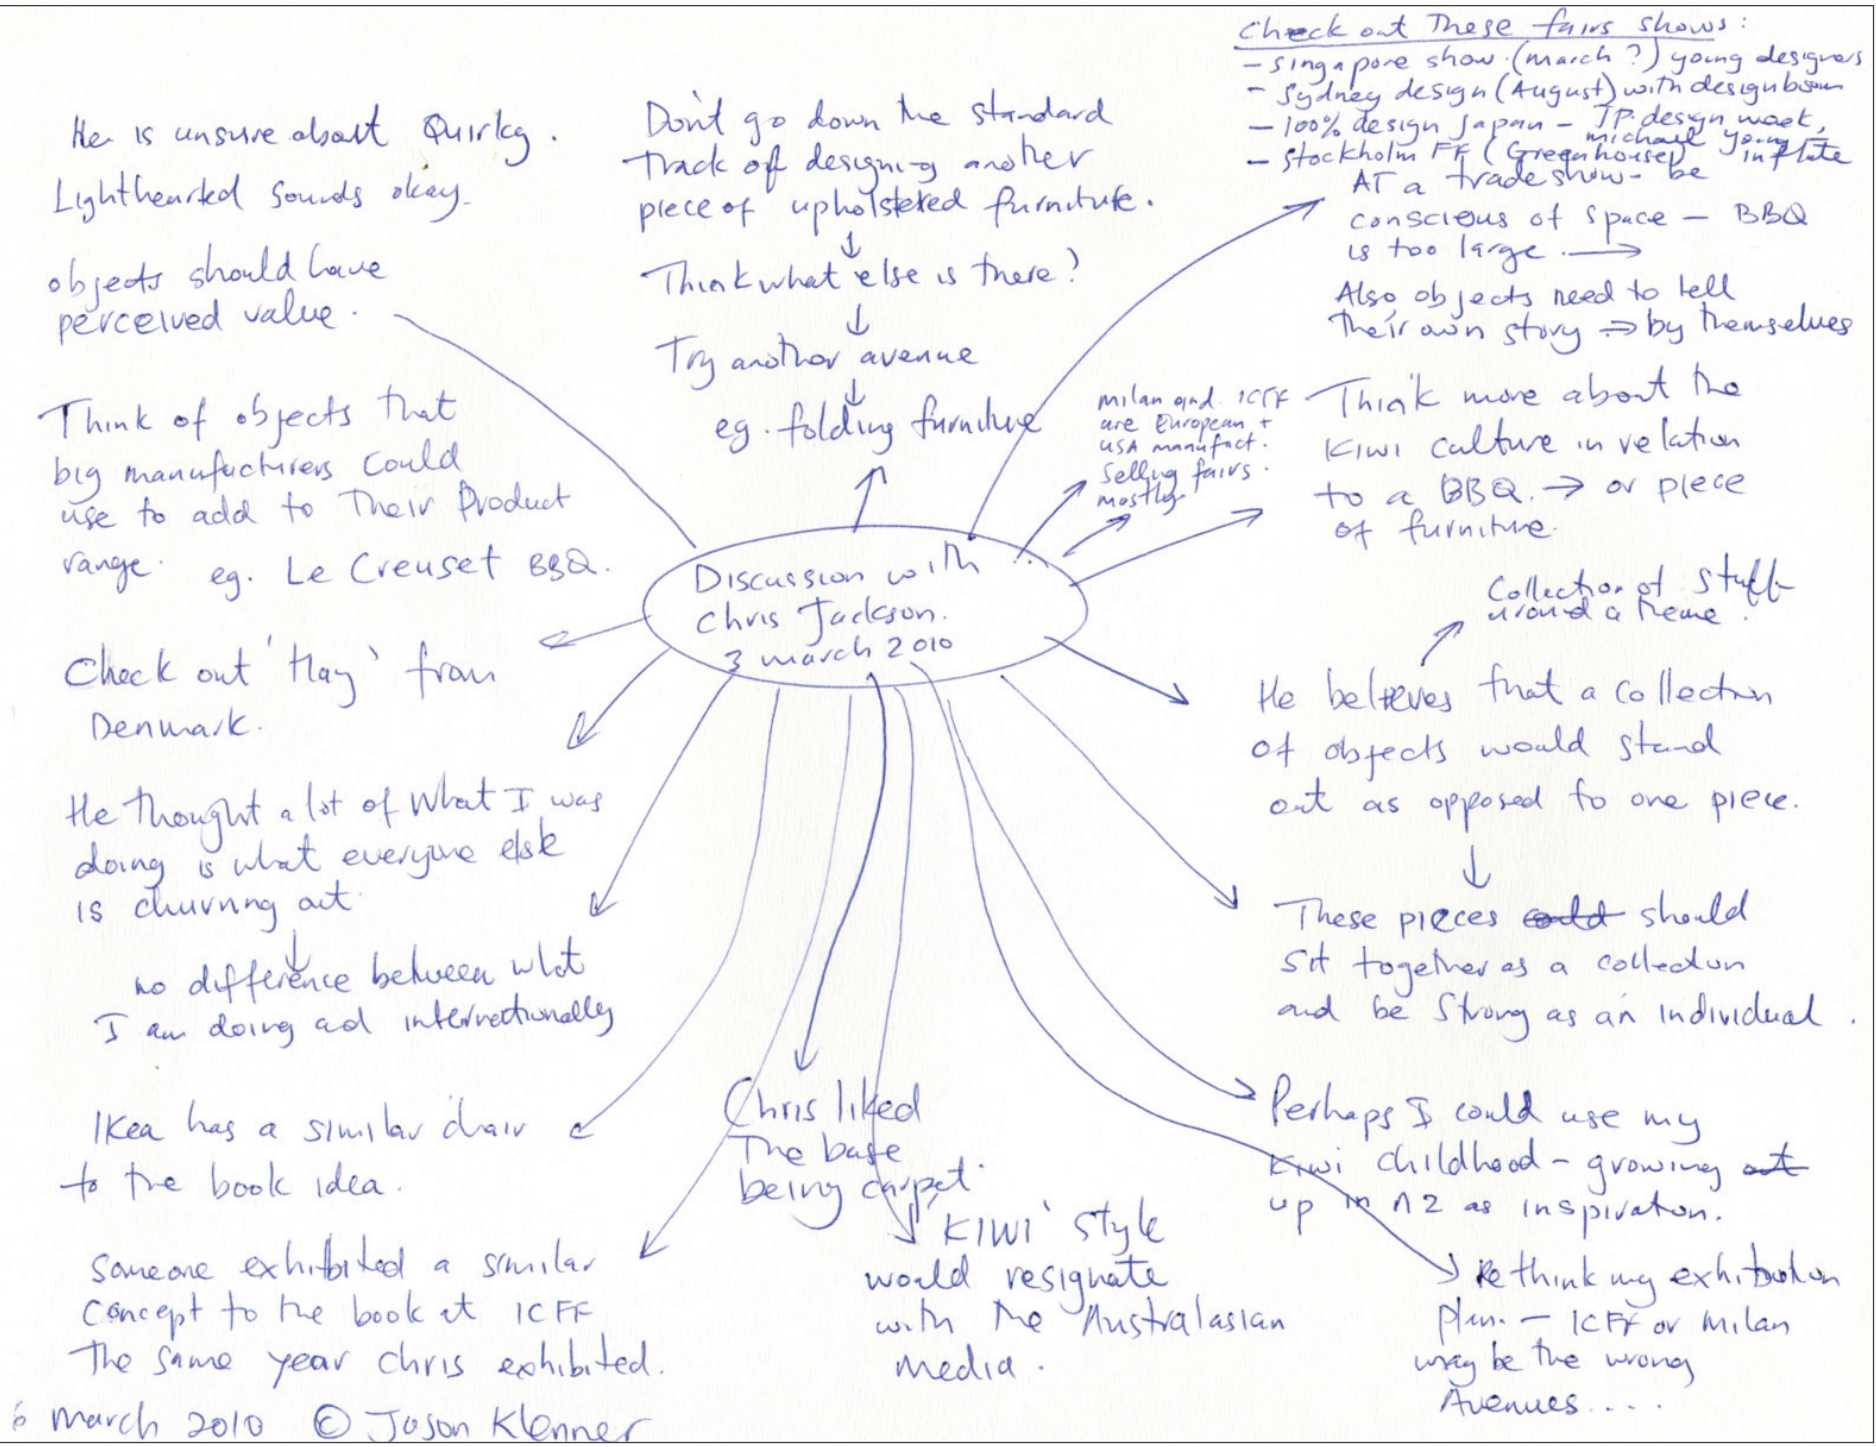 Check out These fairs shows:
- Singapore show (march ?) young designers
- Sydney design (August) with designboom
- 100% design Japan - JP. design week,
michael young inflate
- Stockholm FF (Greenhouse)
AT a tradeshow - be
conscious of space - BBQ
is too large. →
Also objects need to tell
their own story ⇒ by themselves
He is unsure about Quirky.
Lighthearted sounds okay.
objects should have
perceived value.
Don't go down the standard
track of designing another
piece of upholstered furniture.
↓
Think what else is there?
↓
Try another avenue
↓
eg. folding furniture
milan and ICFF
are European +
USA manufact.
Selling fairs.
mostly
Think more about the
Kiwi culture in relation
to a BBQ. → or piece
of furniture.
Think of objects that
big manufacturers could
use to add to Their Product
range. eg. Le Creuset BBQ.
Discussion with
Chris Jackson.
3 march 2010
Collection of stuff
around a theme.
He believes that a collection
of objects would stand
out as opposed to one piece.
↓
These pieces could should
sit together as a collection
and be strong as an individual.
Check out 'Hay' from
Denmark.
He thought a lot of what I was
doing is what everyone else
is churning out.
↓
no difference between what
I am doing and internationally
IKea has a similar chair
to the book idea.
Someone exhibited a similar
concept to the book at ICFF
The same year Chris exhibited.
Chris liked
The base
being carpet.
'KIWI' style
would resignate
with the Australasian
media.
Perhaps I could use my
Kiwi childhood - growing out
up in NZ as inspiration.
Rethink my exhibition
plan. - ICFF or milan
may be the wrong
Avenues....
6 march 2010 © Jason Klenner